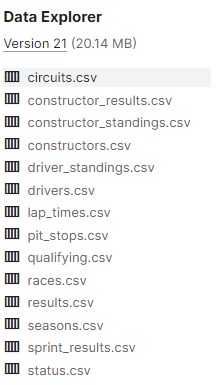 Data Explorer
Version 21 (20.14 MB)
circuits.csv
constructor_results.csv
constructor_standings.csv
constructors.csv
driver_standings.csv
drivers.csv
lap_times.csv
pit_stops.csv
qualifying.csv
races.csv
results.csv
seasons.csv
sprint_results.csv
status.csv